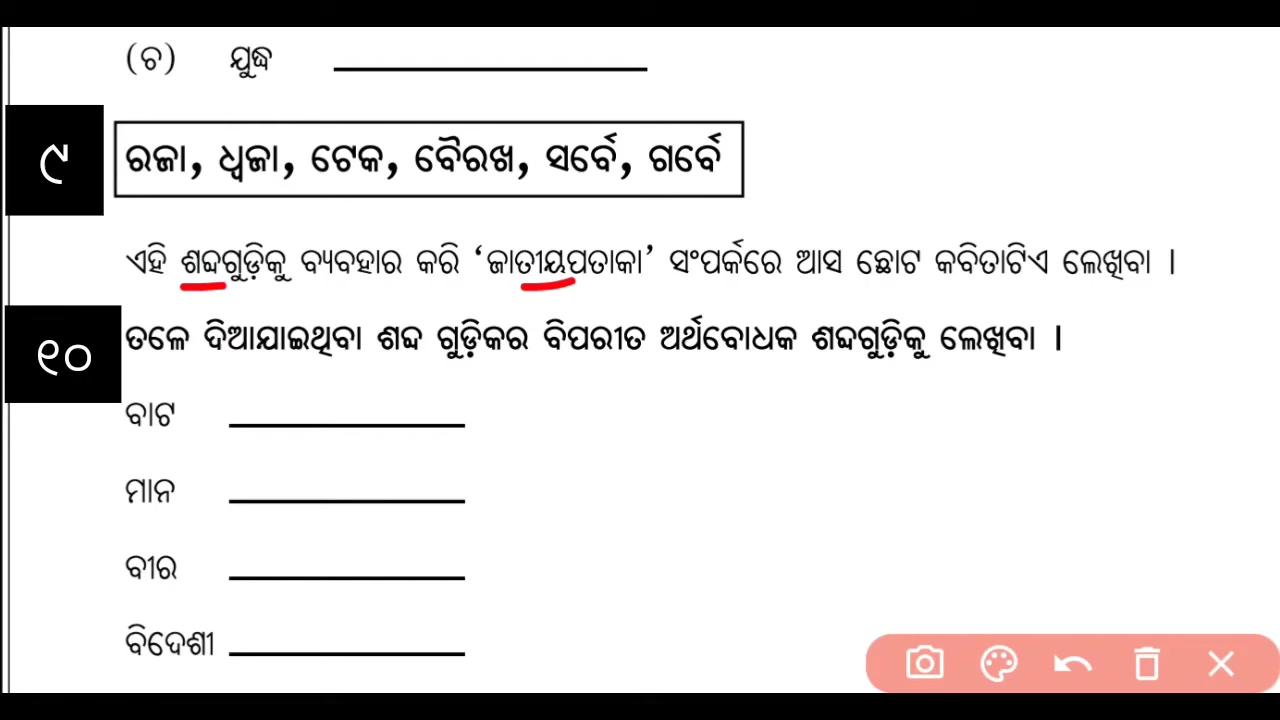 (ଚ) ଯୁଦ୍ଧ
୯ ରଜା, ଧ୍ୱଜା, ଟେକ, ବୈରଖ, ସର୍ବେ, ଗର୍ବେ
ଏହି ଶବ୍ଦଗୁଡ଼ିକୁ ବ୍ୟବହାର କରି ‘ଜାତୀୟପତାକା’ ସଂପର୍କରେ ଆସ ଛୋଟ କବିତାଟିଏ ଲେଖିବା ।
୧୦ ତଳେ ଦିଆଯାଇଥିବା ଶବ୍ଦ ଗୁଡ଼ିକର ବିପରୀତ ଅର୍ଥବୋଧକ ଶବ୍ଦଗୁଡ଼ିକୁ ଲେଖିବା ।
ବାଟ
ମାନ
ବୀର
ବିଦେଶୀ